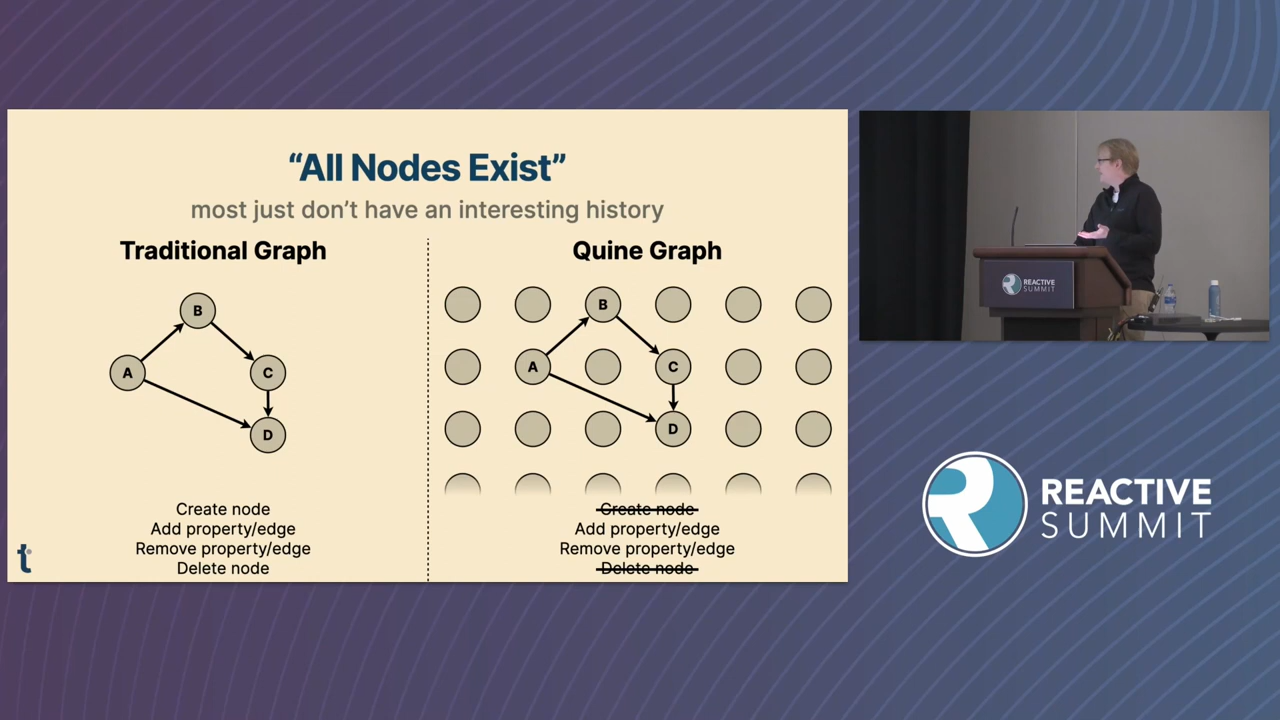 “All Nodes Exist”
most just don’t have an interesting history
Traditional Graph
B
A
C
D
Create node
Add property/edge
Remove property/edge
Delete node
Quine Graph
B
A
C
D
Create node
Add property/edge
Remove property/edge
Delete node
t
REACTIVE
SUMMIT
REACTIVE
SUMMIT